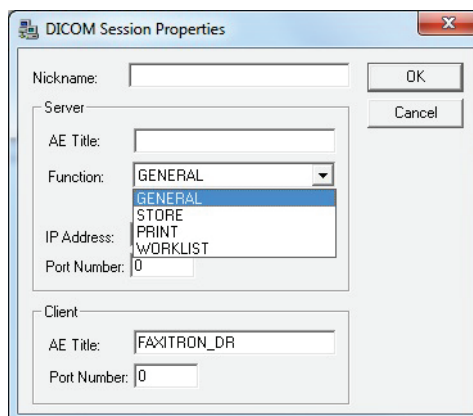 DICOM Session Properties
Nickname:
OK
Server
Cancel
AE Title:
Function: GENERAL
GENERAL
STORE
PRINT
IP Address:
WORKLIST
Port Number: 0
Client
AE Title: FAXITRON_DR
Port Number: 0